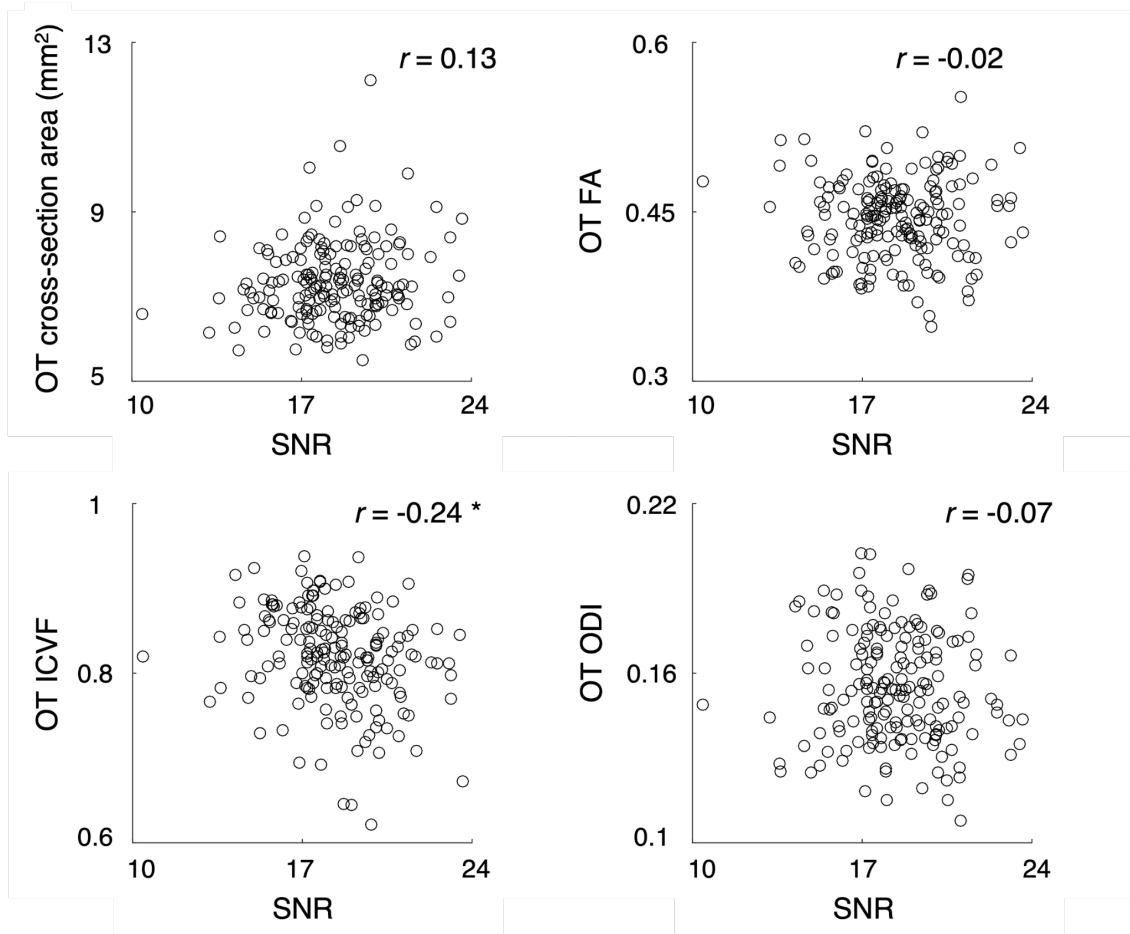 OT cross-section area (mm²)
13
9
5
10
17
24
SNR
r = 0.13
OT FA
0.6
0.45
0.3
10
17
24
SNR
r = -0.02
OT ICVF
1
0.8
0.6
10
17
24
SNR
r = -0.24 *
OT ODI
0.22
0.16
0.1
10
17
24
SNR
r = -0.07